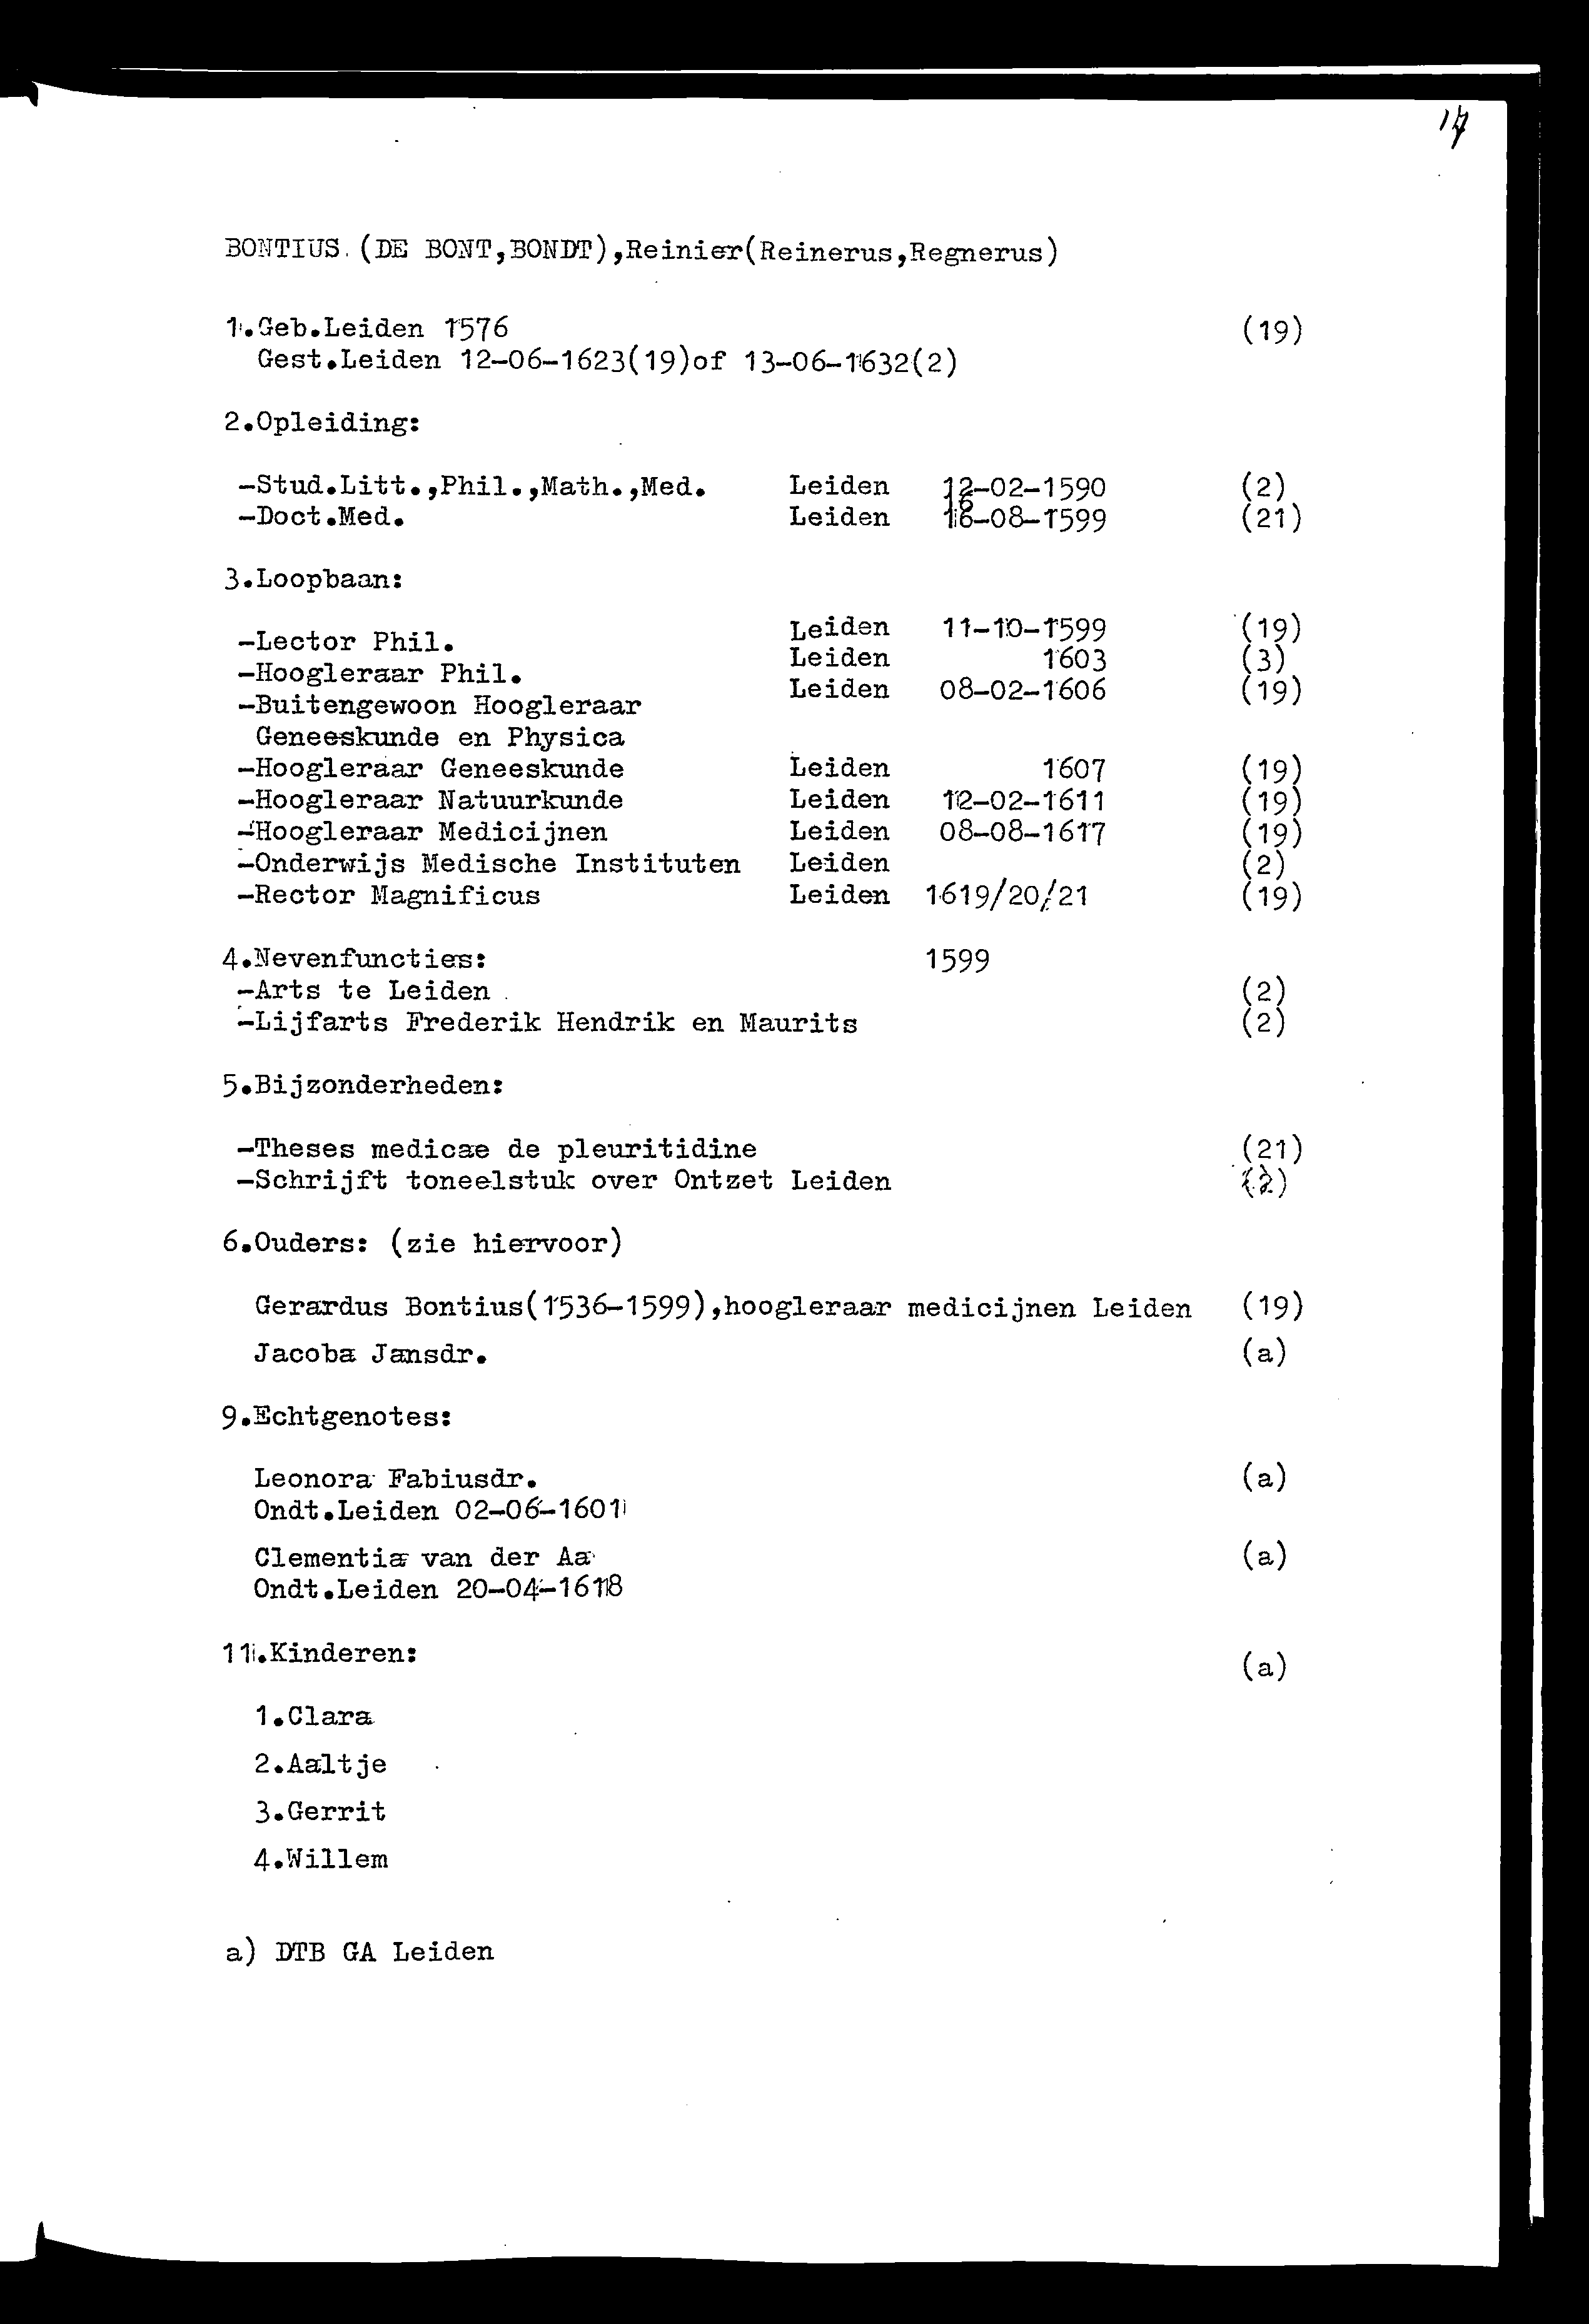 17
BONTIUS.(DE BONT,BONDT),Reinier(Reinerus,Regnerus)
1.Geb.Leiden 1576 (19)
Gest.Leiden 12-06-1623(19)of 13-06-1632(2)
2.Opleiding:
-Stud.Litt.,Phil.,Math.,Med. Leiden 12-02-1590 (2)
-Doct.Med. Leiden 16-08-1599 (21)
3.Loopbaan:
-Lector Phil. Leiden 11-10-1599 (19)
-Hoogleraar Phil. Leiden 1603 (3)
-Buitengewoon Hoogleraar Leiden 08-02-1606 (19)
Geneeskunde en Physica
-Hoogleraar Geneeskunde Leiden 1607 (19)
-Hoogleraar Natuurkunde Leiden 12-02-1611 (19)
-Hoogleraar Medicijnen Leiden 08-08-1617 (19)
-Onderwijs Medische Instituten Leiden (2)
-Rector Magnificus Leiden 1619/20/21 (19)
4.Nevenfuncties: 1599
-Arts te Leiden (2)
-Lijfarts Frederik Hendrik en Maurits (2)
5.Bijzonderheden:
-Theses medicae de pleuritidine (21)
-Schrijft toneelstuk over Ontzet Leiden
6.Ouders: (zie hiervoor)
Gerardus Bontius(1536-1599),hoogleraar medicijnen Leiden (19)
Jacoba Jansdr. (a)
9.Echtgenotes:
Leonora Fabiusdr. (a)
Ondt.Leiden 02-06-1601
Clementia van der Aa (a)
Ondt.Leiden 20-04-1618
11.Kinderen: (a)
1.Clara
2.Aaltje
3.Gerrit
4.Willem
a) DTB GA Leiden